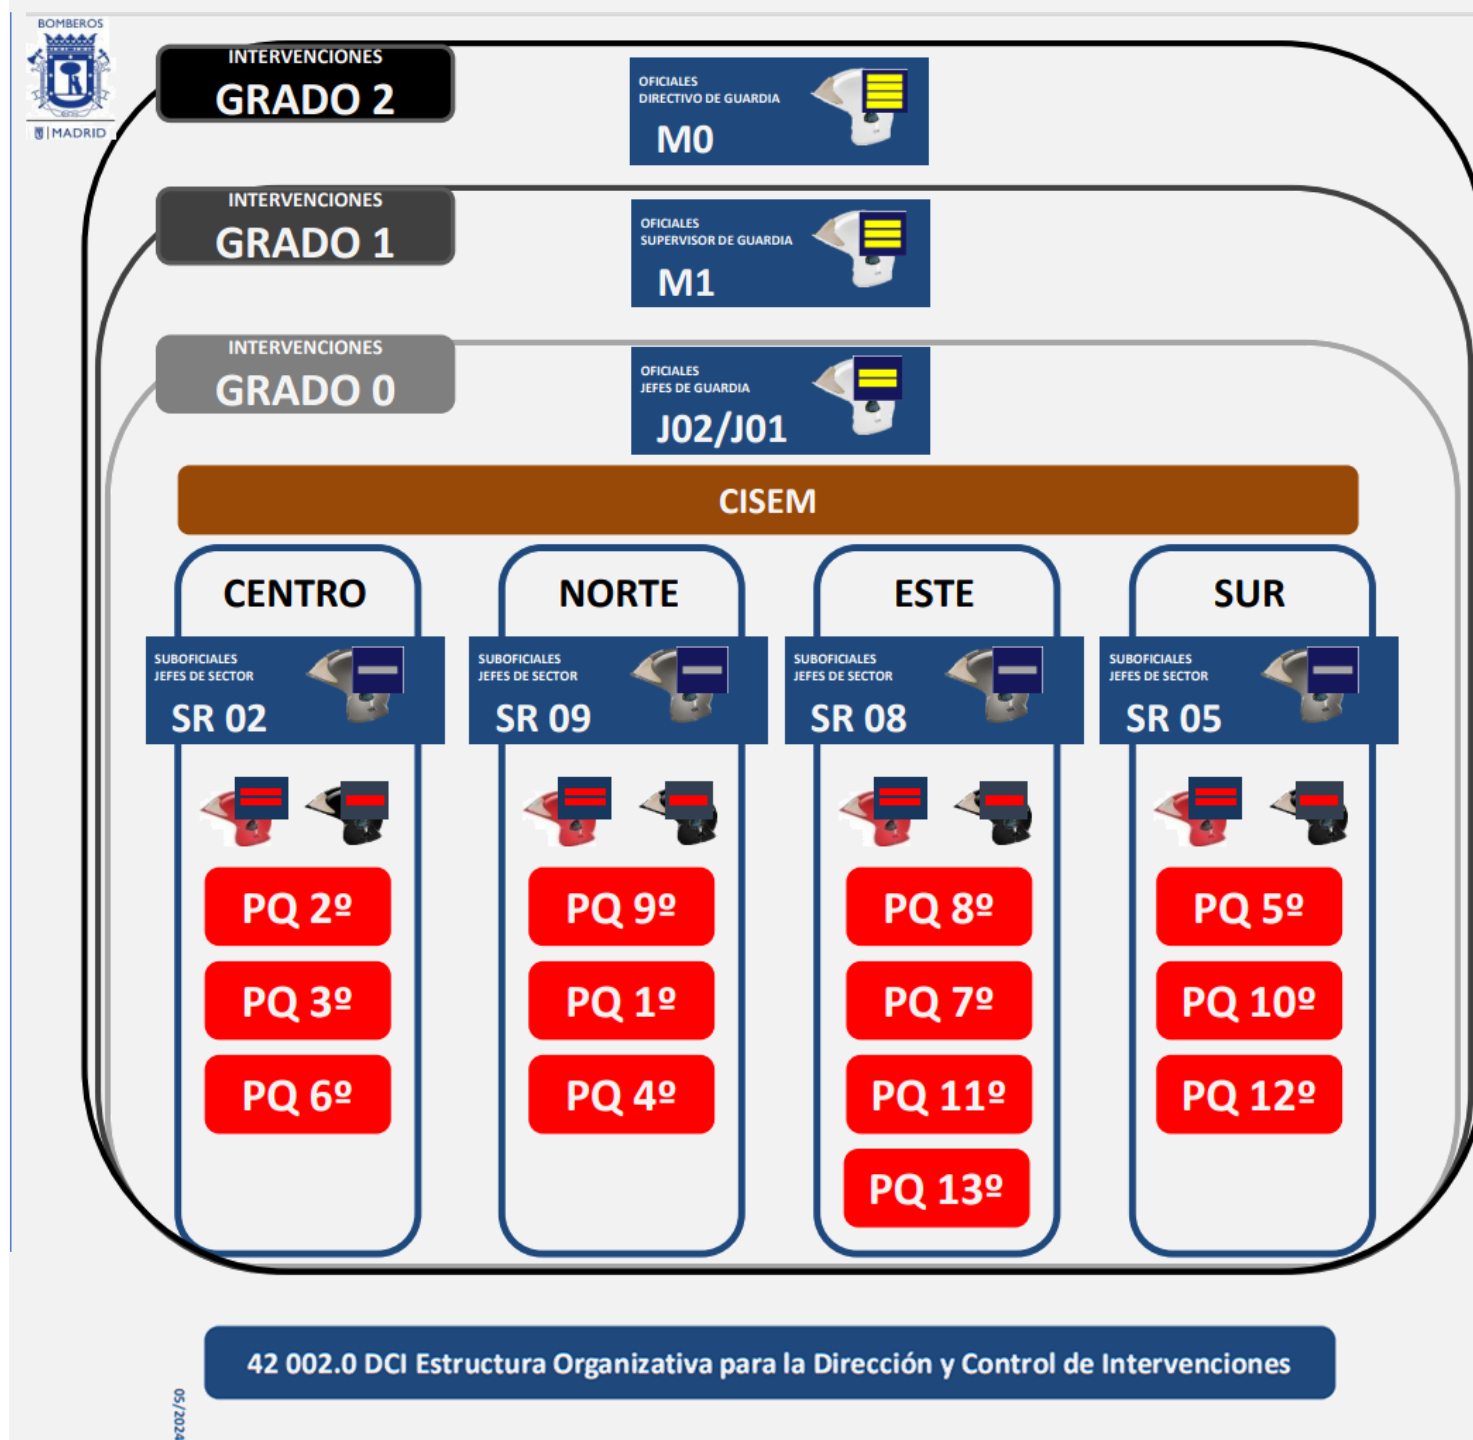 BOMBEROS
MADRID
INTERVENCIONES
GRADO 2
OFICIALES
DIRECTIVO DE GUARDIA
M0
INTERVENCIONES
GRADO 1
OFICIALES
SUPERVISOR DE GUARDIA
M1
INTERVENCIONES
GRADO 0
OFICIALES
JEFES DE GUARDIA
J02/J01
CISEM
CENTRO
SUBOFICIALES
JEFES DE SECTOR
SR 02
PQ 2º
PQ 3º
PQ 6º
NORTE
SUBOFICIALES
JEFES DE SECTOR
SR 09
PQ 9º
PQ 1º
PQ 4º
ESTE
SUBOFICIALES
JEFES DE SECTOR
SR 08
PQ 8º
PQ 7º
PQ 11º
PQ 13º
SUR
SUBOFICIALES
JEFES DE SECTOR
SR 05
PQ 5º
PQ 10º
PQ 12º
42 002.0 DCI Estructura Organizativa para la Dirección y Control de Intervenciones
05/2024